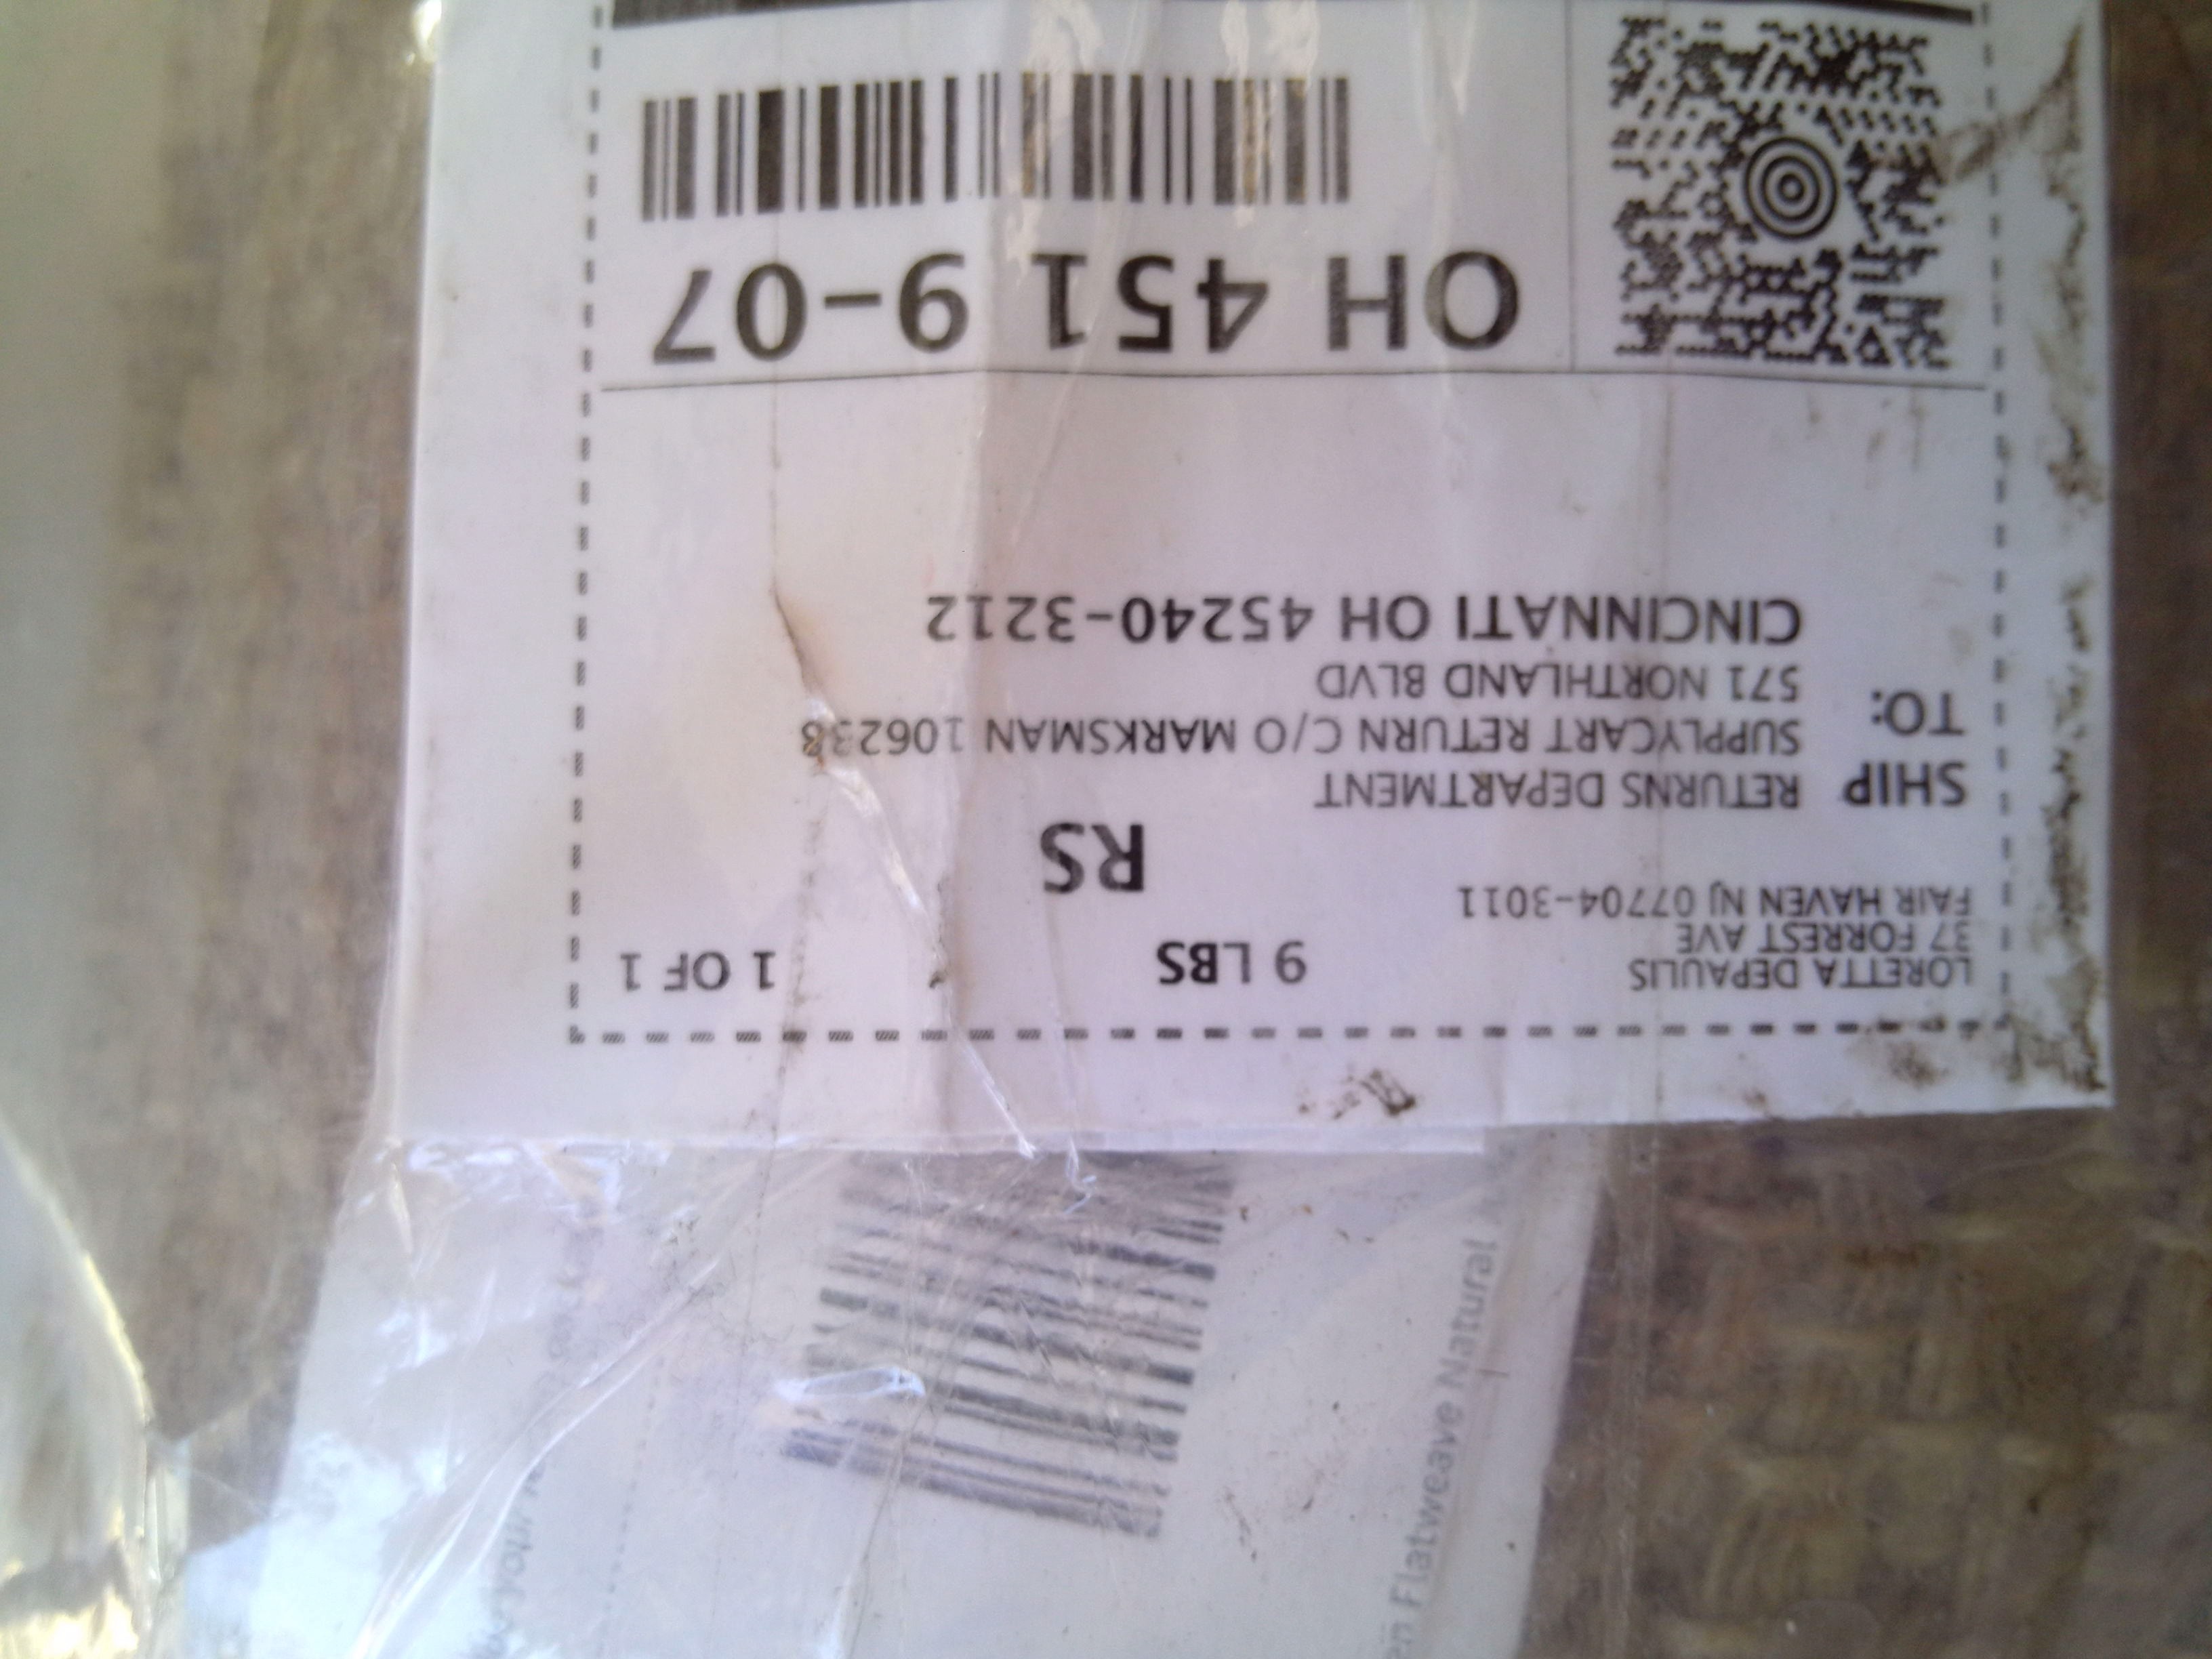 LORETTA DEPAULIS
37 FORREST AVE
FAIR HAVEN NJ 07704-3011
9 LBS
1 OF 1
RS
SHIP
TO:
RETURNS DEPARTMENT
SUPPLYCART RETURN C/O MARKSMAN 106238
571 NORTHLAND BLVD
CINCINNATI OH 45240-3212
OH 451 9-07
Flatweave Natural